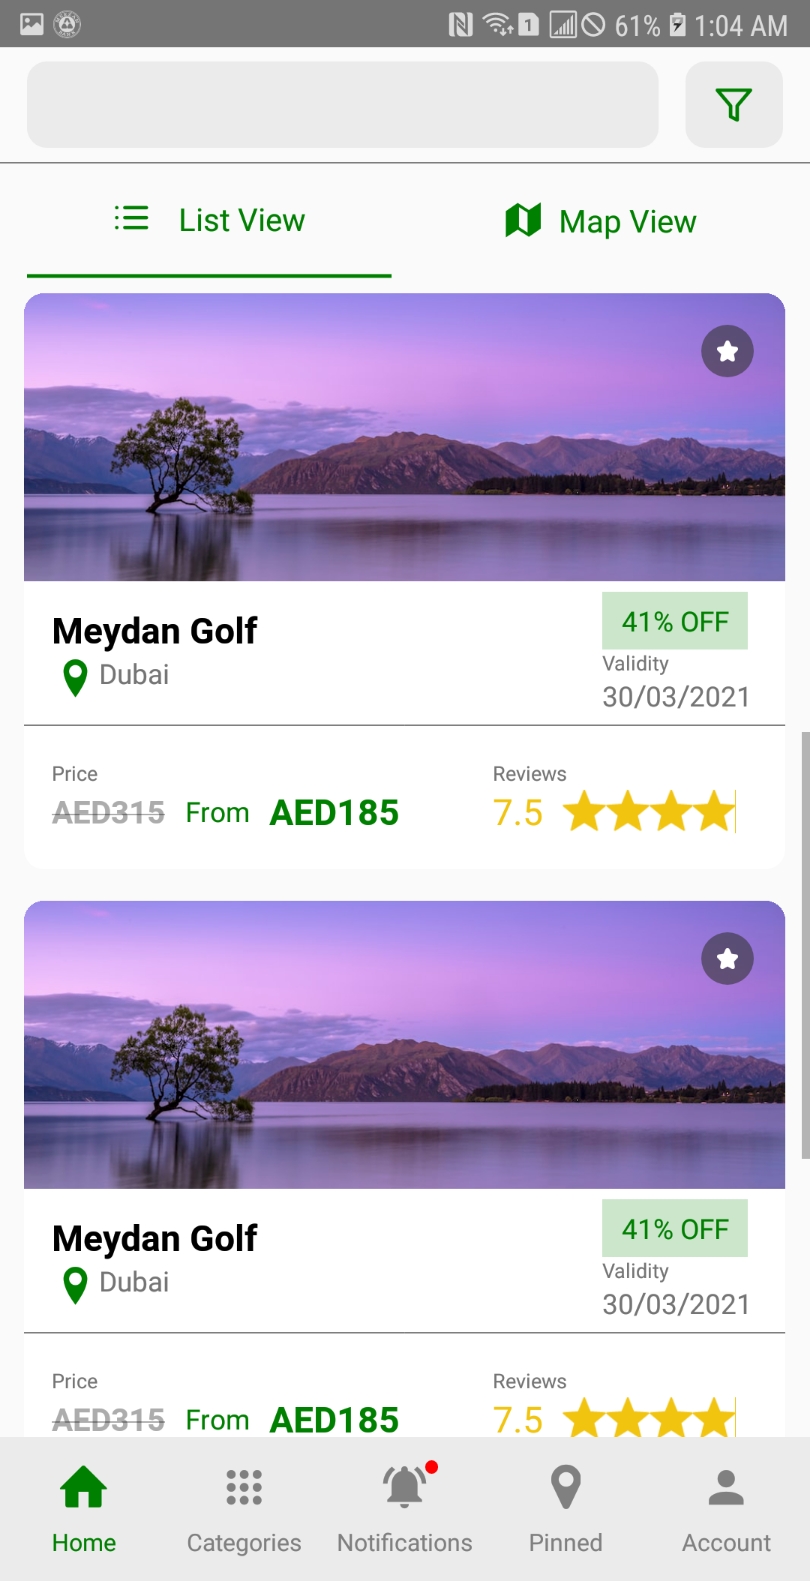 1 61% 1:04 AM
List View
Map View
Meydan Golf
41% OFF
Dubai
Validity
30/03/2021
Price
Reviews
AED315 From AED185
7.5
Meydan Golf
41% OFF
Dubai
Validity
30/03/2021
Price
Reviews
AED315 From AED185
7.5
Home
Categories
Notifications
Pinned
Account